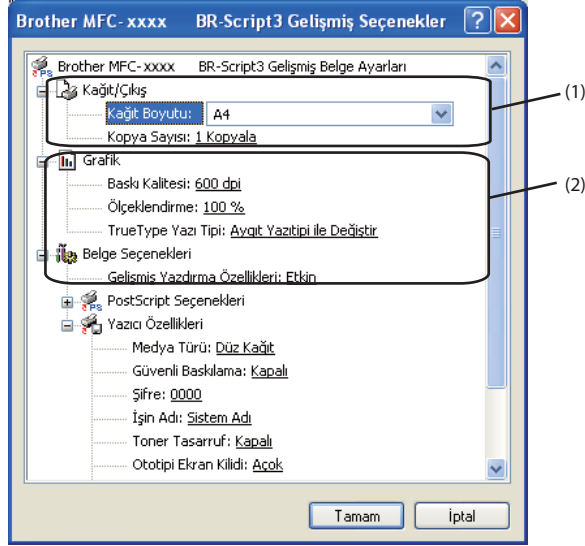 Brother MFC- xxxx BR-Script3 Gelişmiş Seçenekler
Brother MFC- xxxx BR-Script3 Gelişmiş Belge Ayarları
Kağıt/Çıkış
(1)
Kağıt Boyutu: A4
Kopya Sayısı: 1 Kopyala
Grafik
(2)
Baskı Kalitesi: 600 dpi
Ölçeklendirme: 100 %
TrueType Yazı Tipi: Aygıt Yazıtipi ile Değiştir
Belge Seçenekleri
Gelişmiş Yazdırma Özellikleri: Etkin
PostScript Seçenekleri
Yazıcı Özellikleri
Medya Türü: Düz Kağıt
Güvenli Baskılama: Kapalı
Şifre: 0000
İşin Adı: Sistem Adı
Toner Tasarruf: Kapalı
Ototipi Ekran Kilidi: Açok
Tamam İptal